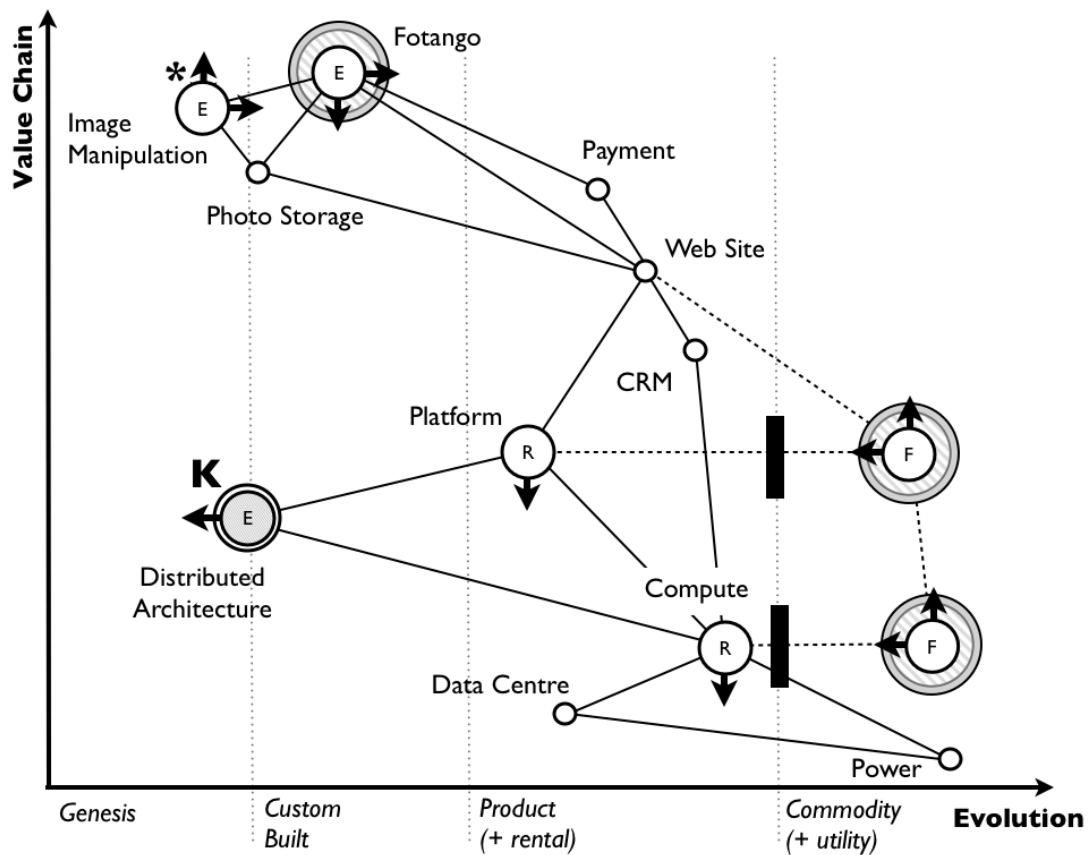 Value Chain
*
E
Fotango
E
Image
Manipulation
Photo Storage
Payment
Web Site
CRM
Platform
R
F
K
E
Distributed
Architecture
Compute
R
F
Data Centre
Power
Genesis
Custom
Built
Product
(+ rental)
Commodity
(+ utility)
Evolution